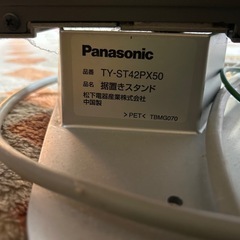 Panasonic
品番 TY-ST42PX50
品名 据置きスタンド
松下電器産業株式会社
中国製
>PET< TBMG070